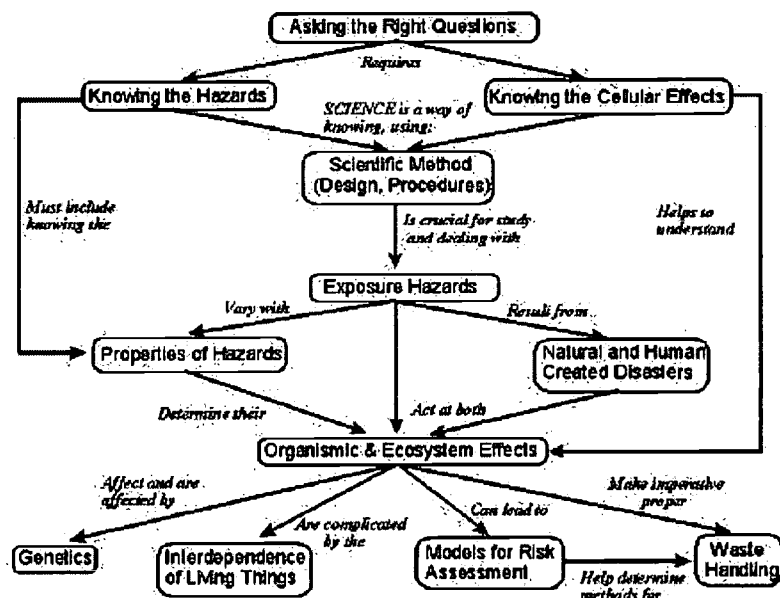 Asking the Right Questions
Requires
Knowing the Hazards
Knowing the Cellular Effects
SCIENCE is a way of
knowing, using:
Scientific Method
(Design, Procedures)
Must include
knowing the
Is crucial for study
and dealing with
Helps to
understand
Exposure Hazards
Vary with
Result from
Properties of Hazards
Natural and Human
Created Disasters
Determine their
Act at both
Organismic & Ecosystem Effects
Affect and are
affected by
Are complicated
by the
Can lead to
Make imperative
proper
Genetics
Interdependence
of Living Things
Models for Risk
Assessment
Waste
Handling
Help determine
methods for